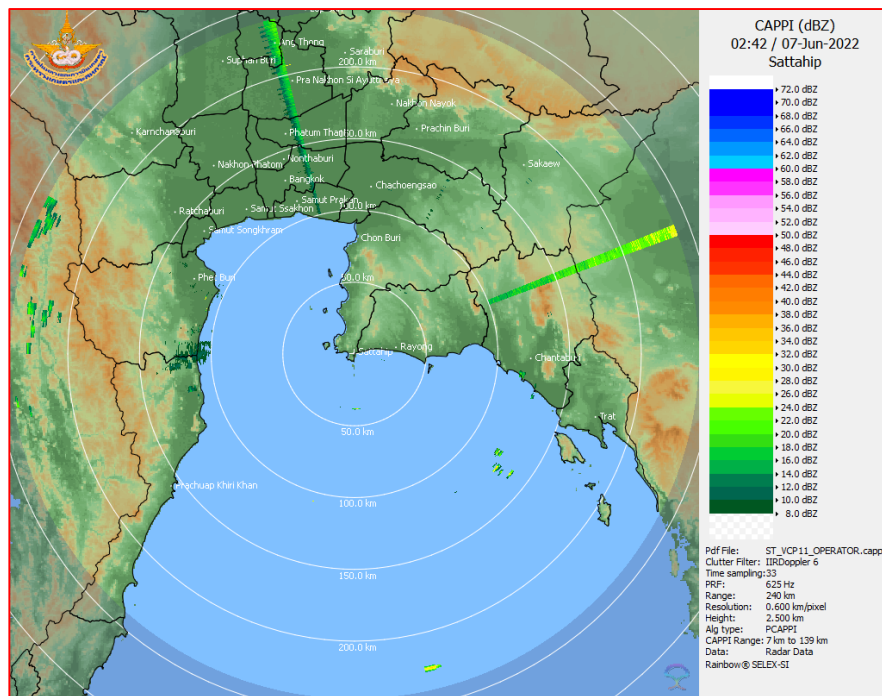 CAPPI (dBZ)
02:42 / 07-Jun-2022
Sattahip
72.0 dBZ
70.0 dBZ
68.0 dBZ
66.0 dBZ
64.0 dBZ
62.0 dBZ
60.0 dBZ
58.0 dBZ
56.0 dBZ
54.0 dBZ
52.0 dBZ
50.0 dBZ
48.0 dBZ
46.0 dBZ
44.0 dBZ
42.0 dBZ
40.0 dBZ
38.0 dBZ
36.0 dBZ
34.0 dBZ
32.0 dBZ
30.0 dBZ
28.0 dBZ
26.0 dBZ
24.0 dBZ
22.0 dBZ
20.0 dBZ
18.0 dBZ
16.0 dBZ
14.0 dBZ
12.0 dBZ
10.0 dBZ
8.0 dBZ
Pdf File: ST_VCP11_OPERATOR.capp
Clutter Filter: IIRDoppler 6
Time sampling:33
PRF: 625 Hz
Range: 240 km
Resolution: 0.600 km/pixel
Height: 2.500 km
Alg type: PCAPPI
CAPPI Range: 7 km to 139 km
Data: Radar Data
Rainbow® SELEX-SI
Ang Thong
Saraburi
Suphan Buri
200.0 km
Pra Nakhon Si Ayutthaya
Nakhon Nayok
Karnchanaburi
Phatum Thani
Prachin Buri
Nonthaburi
Nakhon Phatom
Sakaew
Bangkok
Chachoengsao
Samut Prakan
Ratchaburi
Samut Ssakhon
Samut Songkhram
Chon Buri
Phet Buri
50.0 km
Rayong
Sattahip
Chantaburi
Trat
50.0 km
Prachuap Khiri Khan
100.0 km
150.0 km
200.0 km